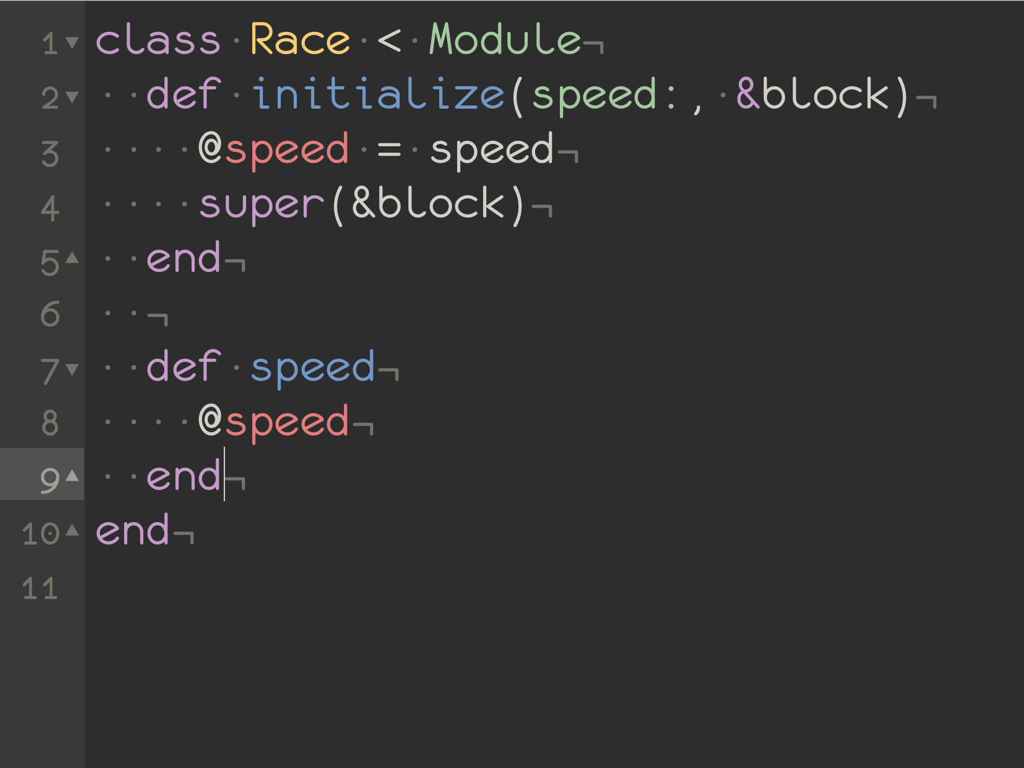 1 class Race < Module
2   def initialize(speed:, &block)
3     @speed = speed
4     super(&block)
5   end
6
7   def speed
8     @speed
9   end
10 end
11